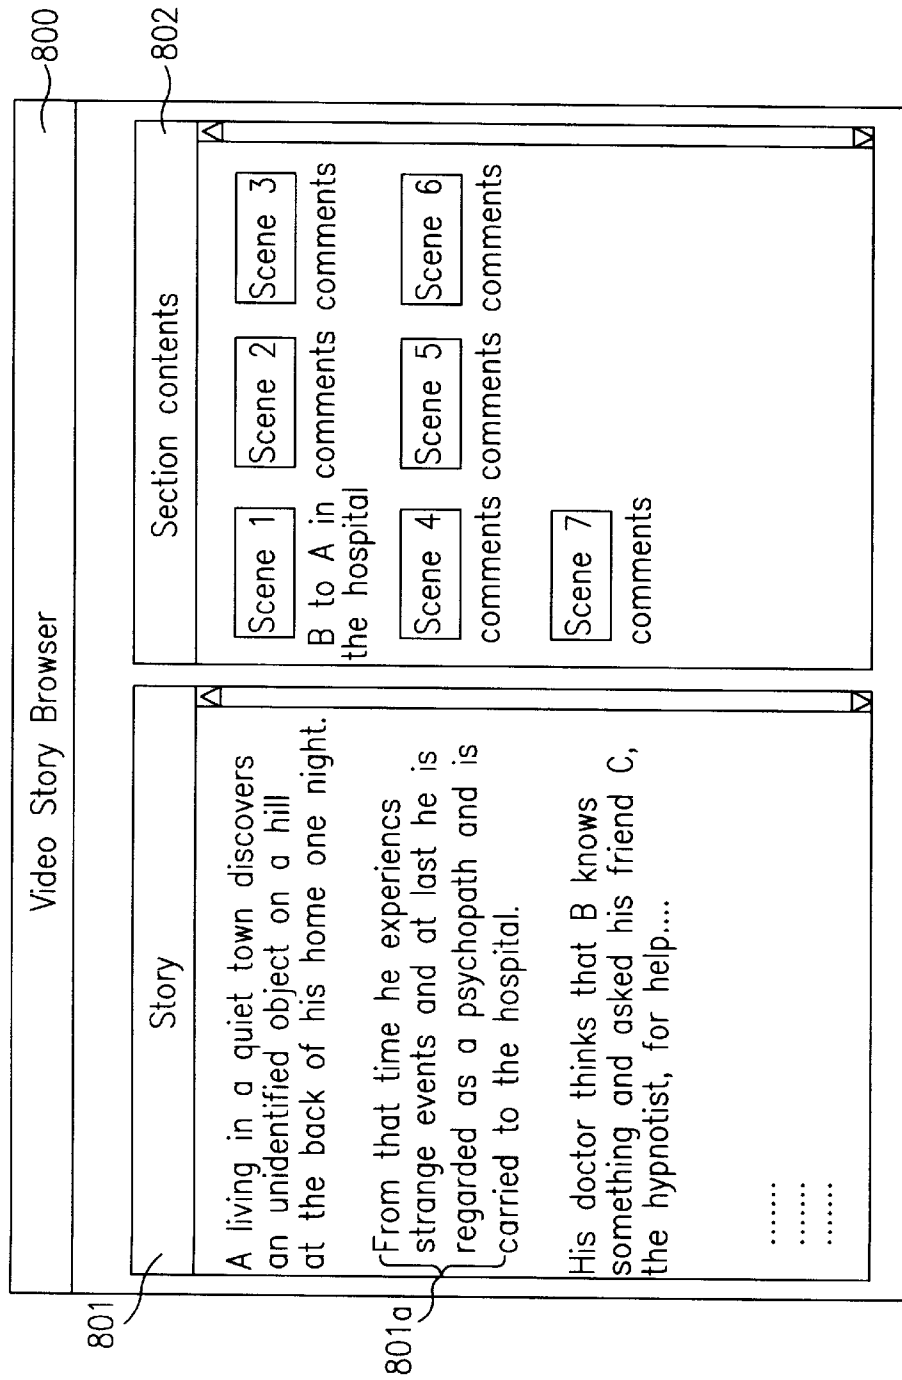 Video Story Browser
800
801
Story
A living in a quiet town discovers
an unidentified object on a hill
at the back of his home one night.
801a
From that time he experiencs
strange events and at last he is
regarded as a psychopath and is
carried to the hospital.
His doctor thinks that B knows
something and asked his friend C,
the hypnotist, for help....
......
......
.......
802
Section contents
Scene 1
Scene 2
Scene 3
B to A in
the hospital
comments
comments
Scene 4
Scene 5
Scene 6
comments
comments
comments
Scene 7
comments